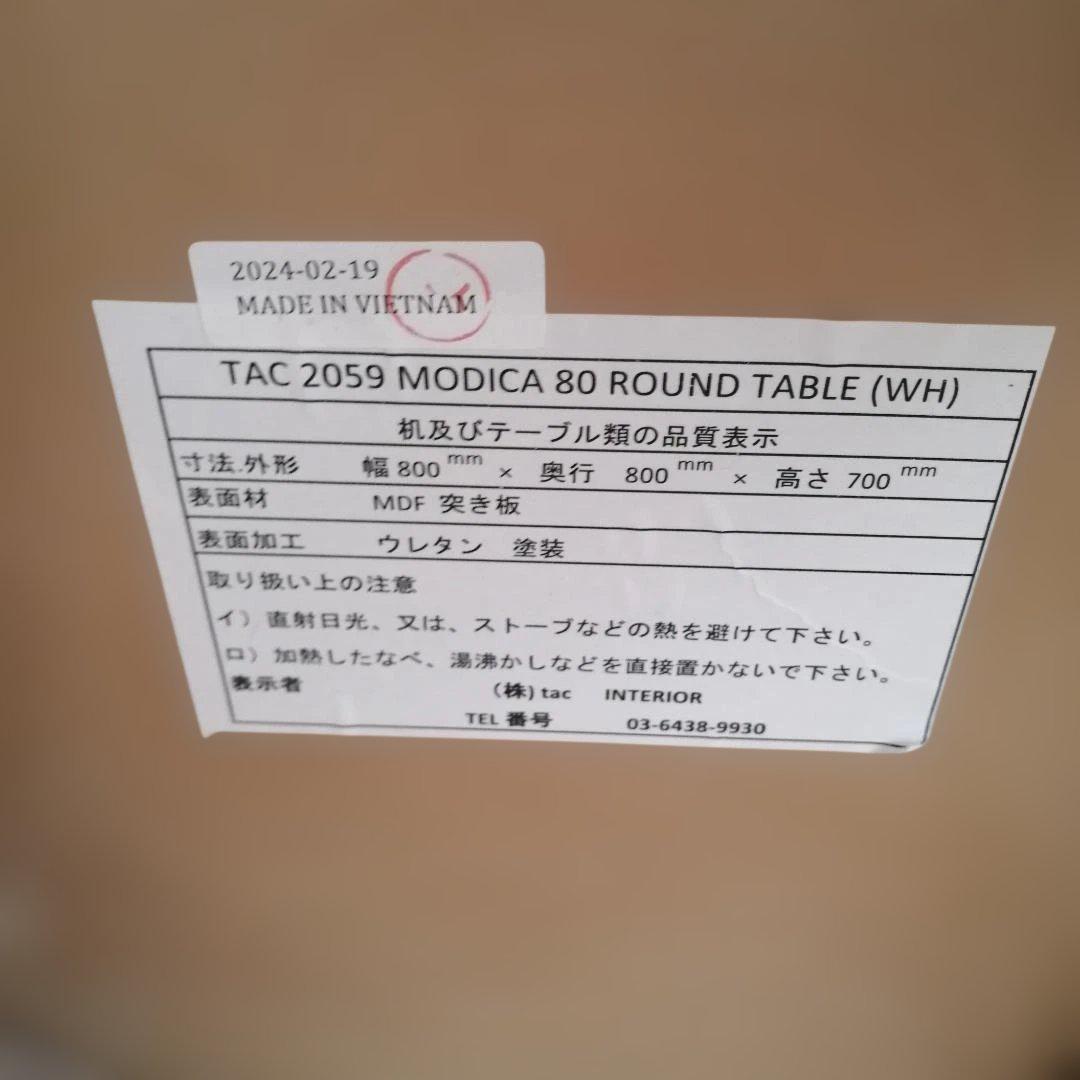 2024-02-19
MADE IN VIETNAM
TAC 2059 MODICA 80 ROUND TABLE (WH)
机及びテーブル類の品質表示
寸法.外形 幅 800 mm × 奥行 800 mm × 高さ 700 mm
表面材 MDF 突き板
表面加工 ウレタン 塗装
取り扱い上の注意
イ）直射日光、又は、ストーブなどの熱を避けて下さい。
ロ）加熱したなべ、湯沸かしなどを直接置かないで下さい。
表示者 （株) tac INTERIOR
TEL 番号 03-6438-9930